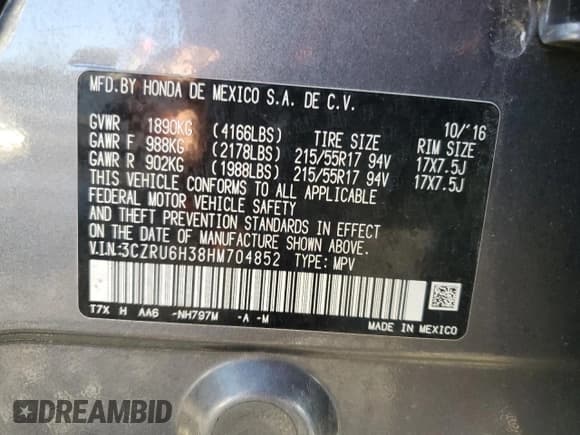 MFD.BY HONDA DE MEXICO S.A. DE C.V.
10/'16
GVWR 1890KG (4166LBS) TIRE SIZE RIM SIZE
GAWR F 988KG (2178LBS) 215/55R17 94V 17X7.5J
GAWR R 902KG (1988LBS) 215/55R17 94V 17X7.5J
THIS VEHICLE CONFORMS TO ALL APPLICABLE
FEDERAL MOTOR VEHICLE SAFETY
AND THEFT PREVENTION STANDARDS IN EFFECT
ON THE DATE OF MANUFACTURE SHOWN ABOVE.
V.I.N:3CZRU6H38HM704852 TYPE: MPV
T7X H AA6 -NH797M -A -M
MADE IN MEXICO
DREAMBID